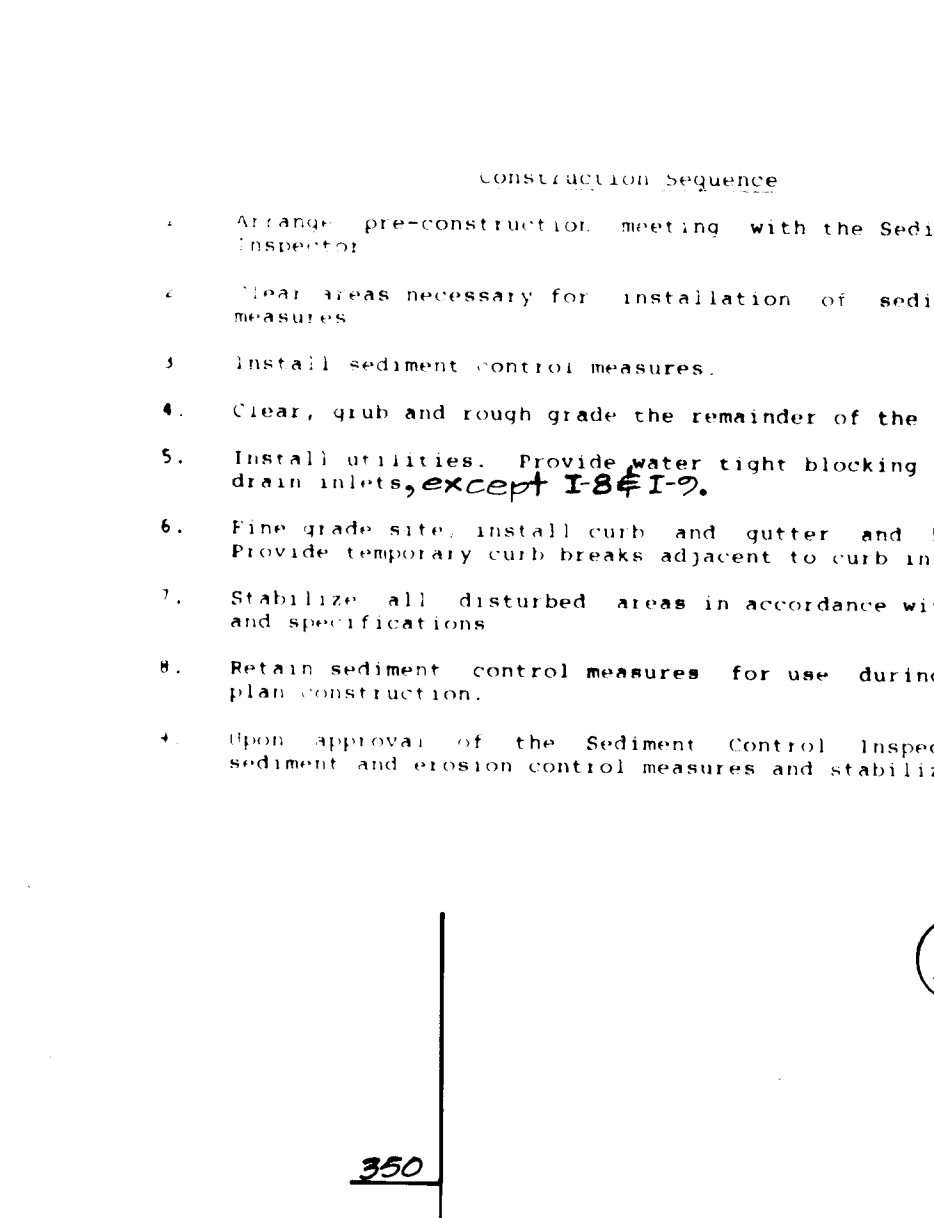 Construction Sequence
1 Arrange pre-construction meeting with the Sedi
Inspector
2 Clear areas necessary for installation of sedi
measures
3 Install sediment control measures.
4. Clear, grub and rough grade the remainder of the
5. Install utilities. Provide water tight blocking
drain inlets, except I-8 & I-9.
6. Fine grade site, install curb and gutter and
Provide temporary curb breaks adjacent to curb in
7. Stabilize all disturbed areas in accordance wi
and specifications
8. Retain sediment control measures for use durin
plan construction.
9. Upon approval of the Sediment Control Inspec
sediment and erosion control measures and stabiliz
350